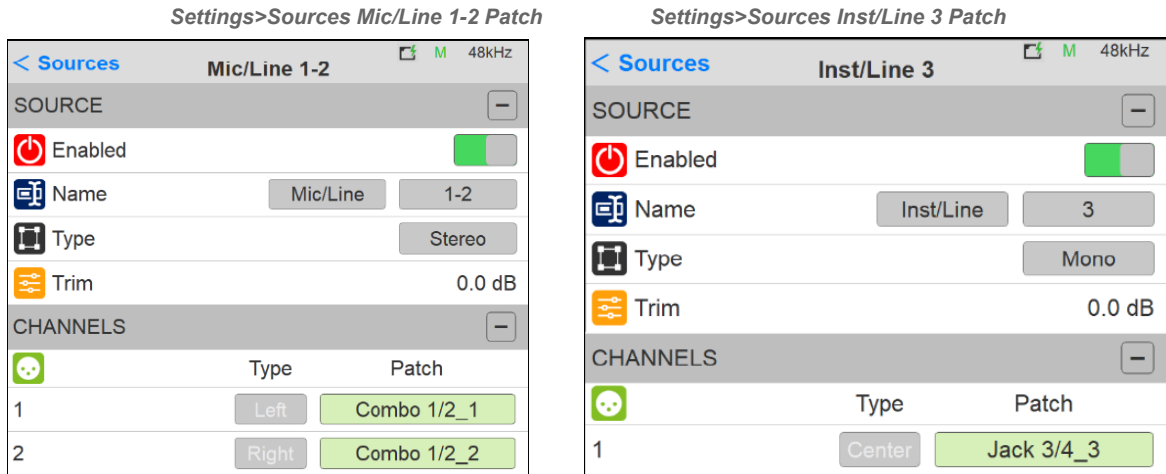 Settings>Sources Mic/Line 1-2 Patch
< Sources
Mic/Line 1-2
M 48kHz
SOURCE
Enabled
Name Mic/Line 1-2
Type Stereo
Trim 0.0 dB
CHANNELS
Type Patch
1 Left Combo 1/2_1
2 Right Combo 1/2_2
Settings>Sources Inst/Line 3 Patch
< Sources
Inst/Line 3
M 48kHz
SOURCE
Enabled
Name Inst/Line 3
Type Mono
Trim 0.0 dB
CHANNELS
Type Patch
1 Center Jack 3/4_3